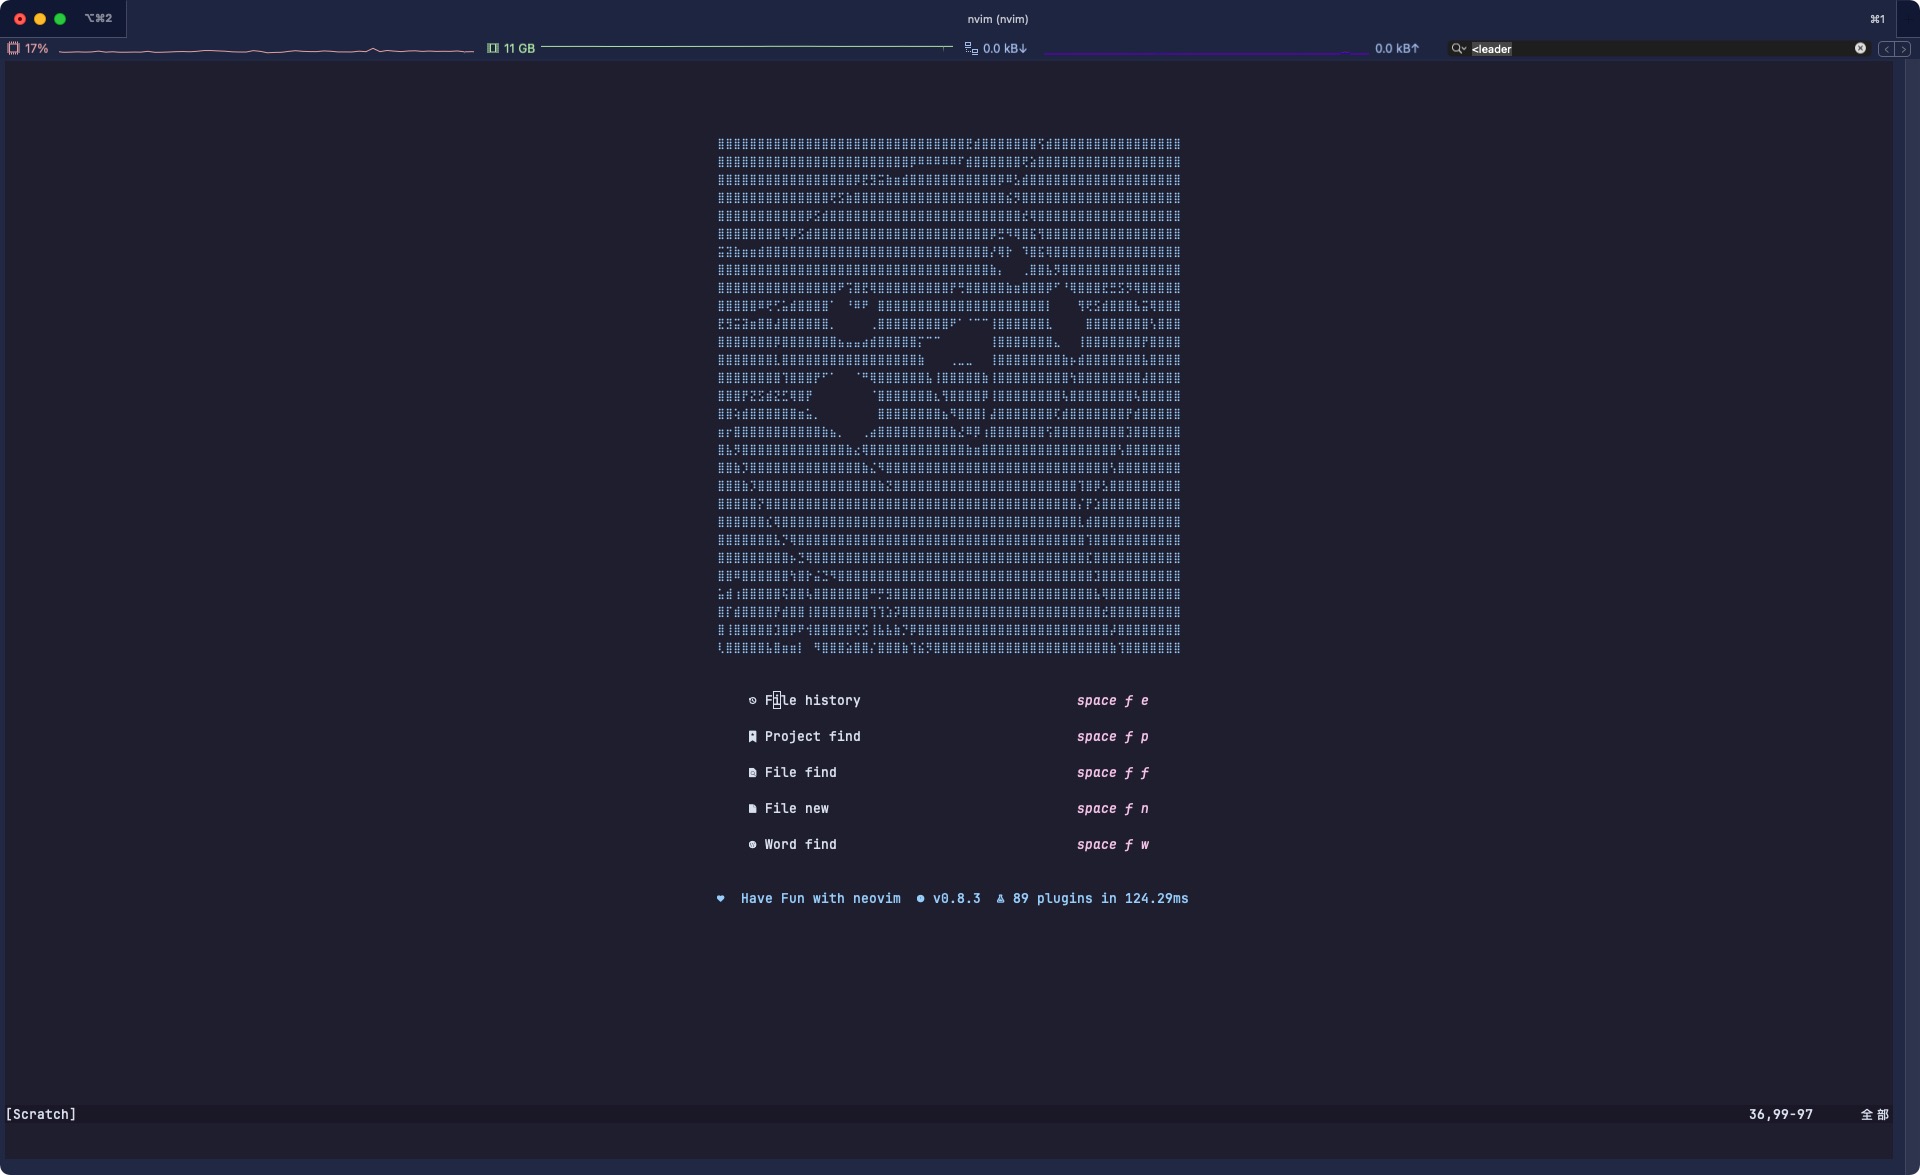 ⌥⌘2
nvim (nvim)
⌘1
17%
11 GB
0.0 kB↓
0.0 kB↑
<leader
File history space f e
Project find space f p
File find space f f
File new space f n
Word find space f w
Have Fun with neovim v0.8.3 89 plugins in 124.29ms
[Scratch] 36,99-97 全部